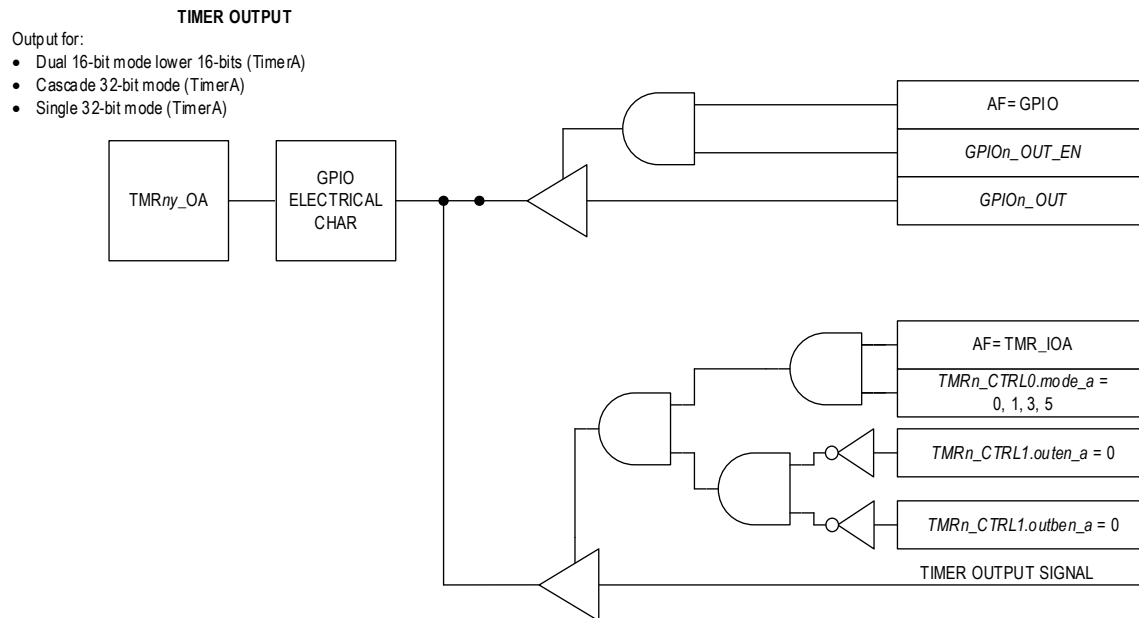 TIMER OUTPUT
Output for:
• Dual 16-bit mode lower 16-bits (TimerA)
• Cascade 32-bit mode (TimerA)
• Single 32-bit mode (TimerA)
TMRny_OA
GPIO
ELECTRICAL
CHAR
AF= GPIO
GPIOn_OUT_EN
GPIOn_OUT
AF= TMR_IOA
TMRn_CTRL0.mode_a =
0, 1, 3, 5
TMRn_CTRL1.outen_a = 0
TMRn_CTRL1.outben_a = 0
TIMER OUTPUT SIGNAL